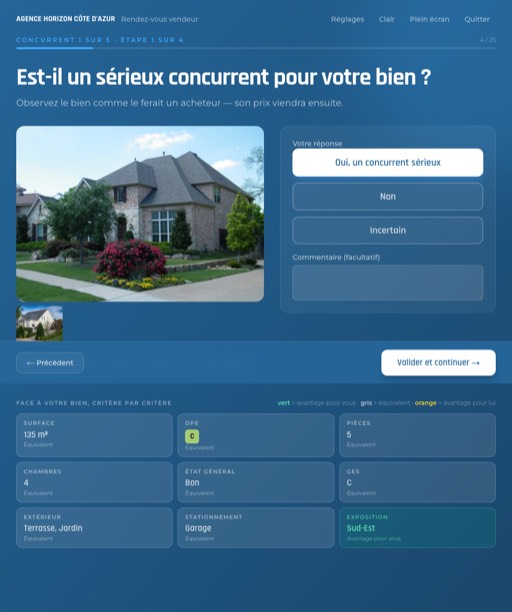 AGENCE HORIZON CÔTE D'AZUR Rendez-vous vendeur Réglages Clair Plein écran Quitter
CONCURRENT 1 SUR 5 · ÉTAPE 1 SUR 4 4 / 25
Est-il un sérieux concurrent pour votre bien ?
Observez le bien comme le ferait un acheteur — son prix viendra ensuite.
Votre réponse
Oui, un concurrent sérieux
Non
Incertain
Commentaire (facultatif)
← Précédent Valider et continuer →
FACE À VOTRE BIEN, CRITÈRE PAR CRITÈRE vert = avantage pour vous · gris = équivalent · orange = avantage pour lui
SURFACE
135 m²
Équivalent
DPE
C
Équivalent
PIÈCES
5
Équivalent
CHAMBRES
4
Équivalent
ÉTAT GÉNÉRAL
Bon
Équivalent
GES
C
Équivalent
EXTÉRIEUR
Terrasse, Jardin
Équivalent
STATIONNEMENT
Garage
Équivalent
EXPOSITION
Sud-Est
Avantage pour vous